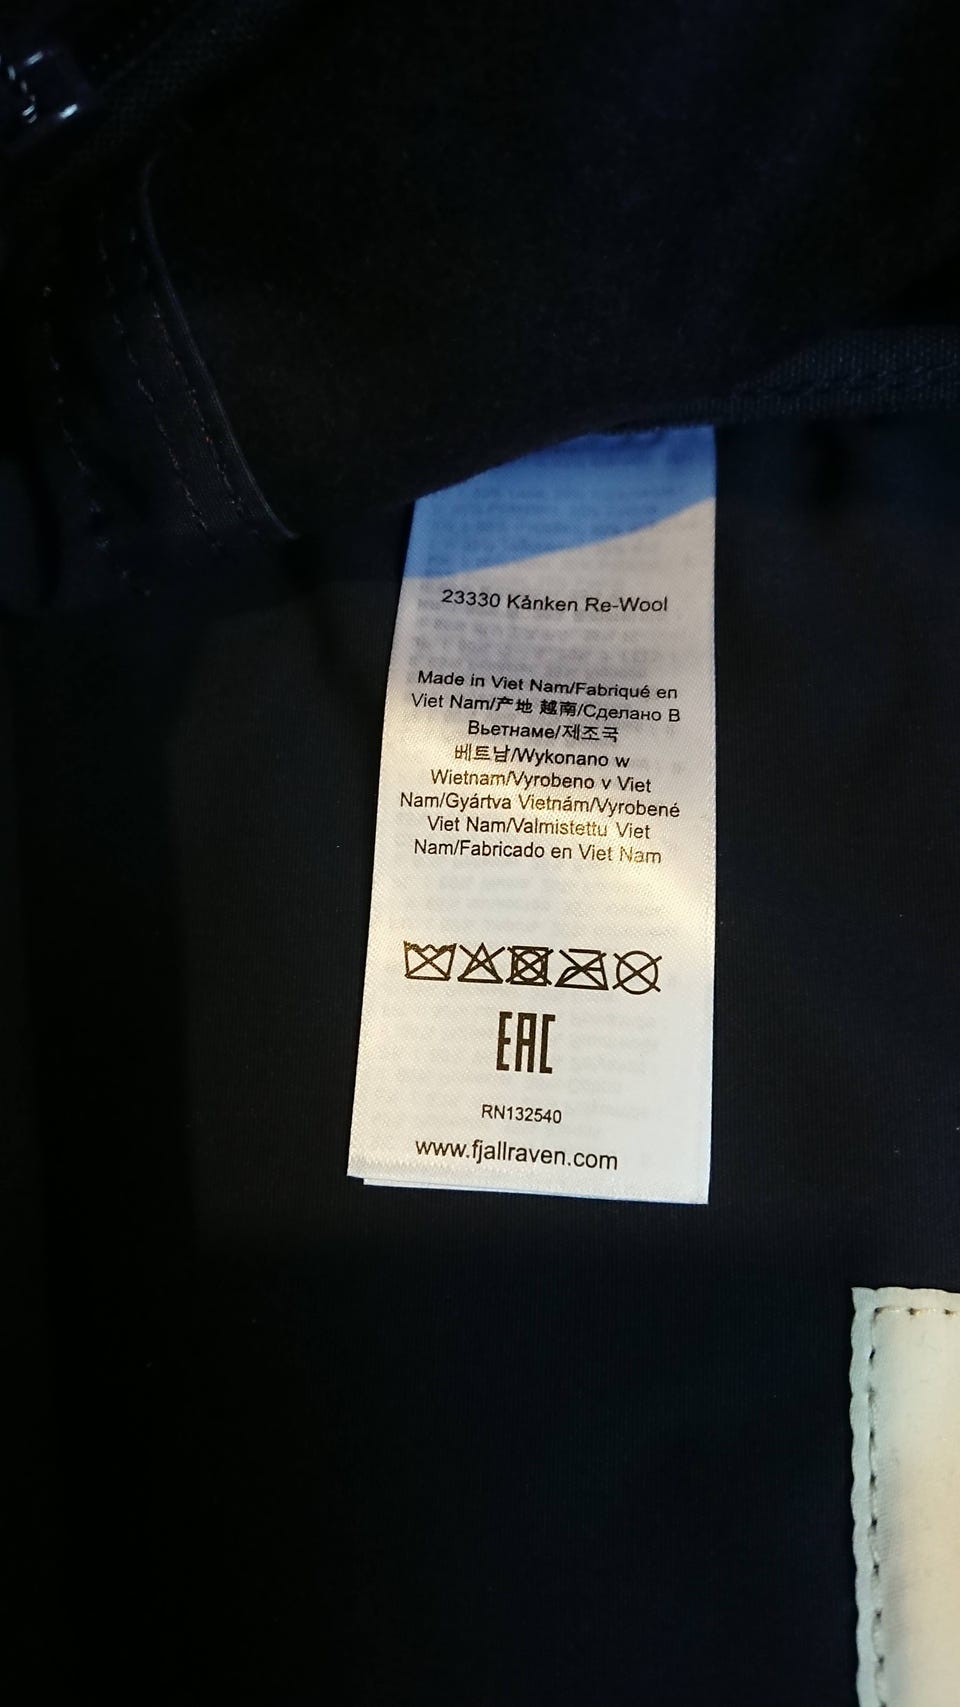 23330 Kånken Re-Wool
Made in Viet Nam/Fabriqué en
Viet Nam/产地 越南/Сделано В
Вьетнаме/제조국
베트남/Wykonano w
Wietnam/Vyrobeno v Viet
Nam/Gyártva Vietnám/Vyrobené
Viet Nam/Valmistettu Viet
Nam/Fabricado en Viet Nam
EAC
RN132540
www.fjallraven.com